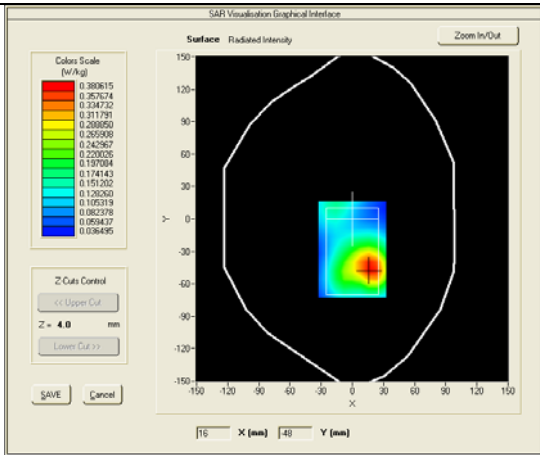 SAR Visualisation Graphical Interface
Surface Radiated Intensity
Zoom In/Out
Colors Scale
(W/kg)
0.380615
0.357674
0.334732
0.311791
0.288850
0.265908
0.242967
0.220026
0.197084
0.174143
0.151202
0.128260
0.105319
0.082378
0.059437
0.036495
Z-Cuts Control
<< Upper Cut
Z = 4.0 mm
Lower Cut >>
SAVE Cancel
150-
120-
90-
60-
30-
0-
-30-
-60-
-90-
-120-
-150-
Y
-150 -120 -90 -60 -30 0 30 60 90 120 150
X
16 X (mm) -48 Y (mm)